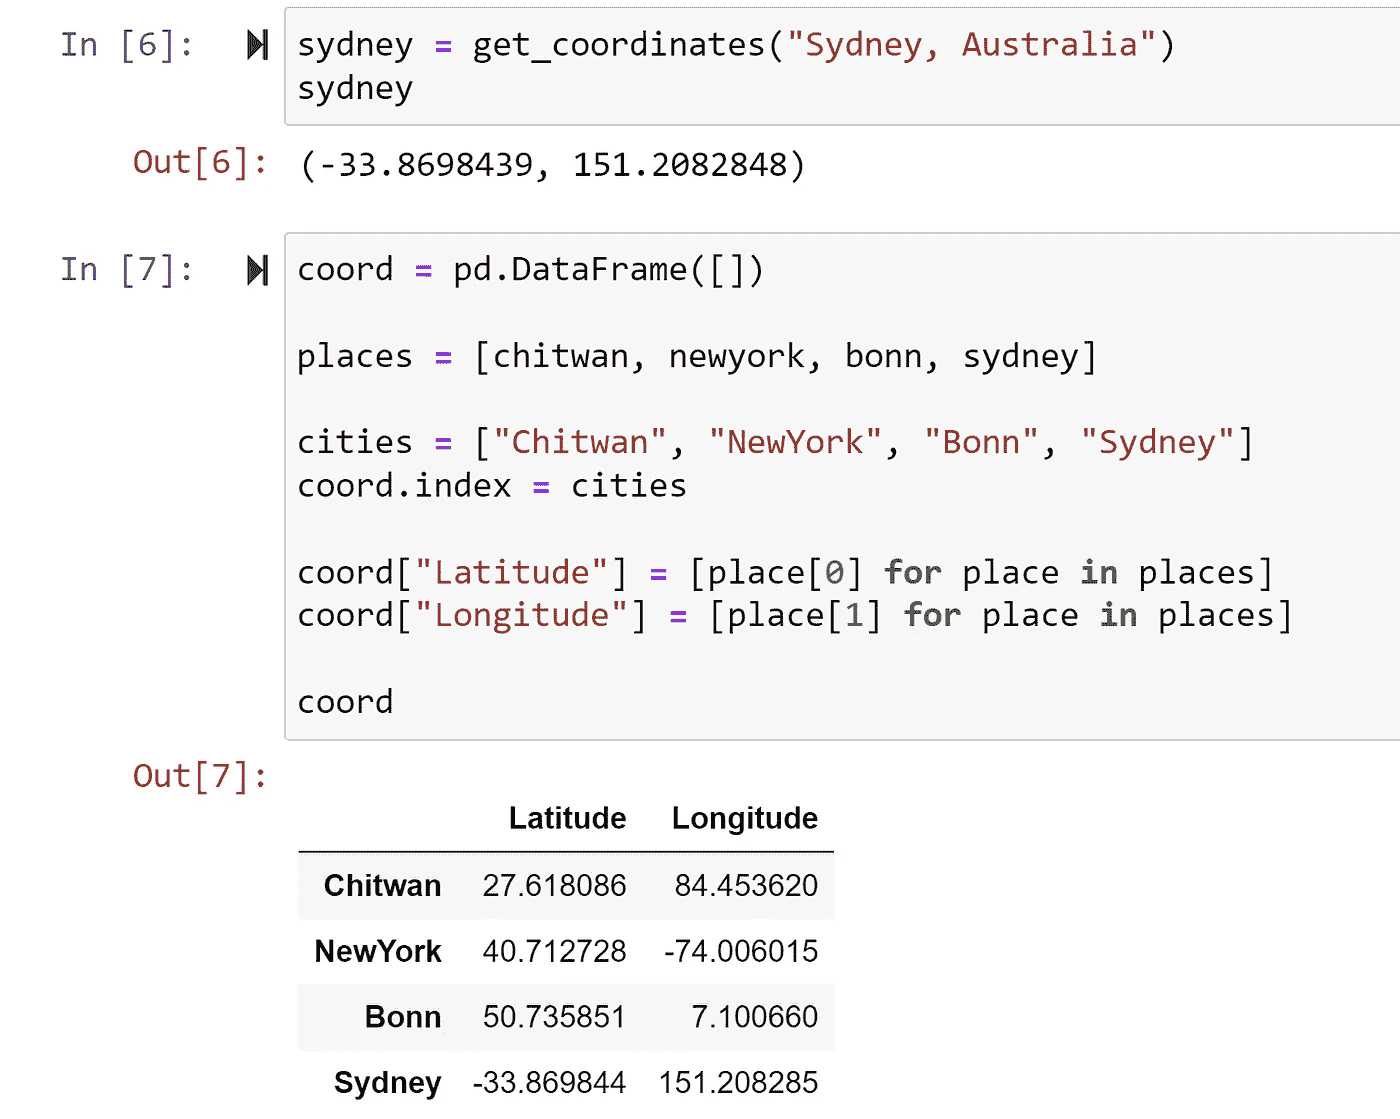 In [6]: sydney = get_coordinates("Sydney, Australia")
sydney
Out[6]: (-33.8698439, 151.2082848)
In [7]: coord = pd.DataFrame([])
places = [chitwan, newyork, bonn, sydney]
cities = ["Chitwan", "NewYork", "Bonn", "Sydney"]
coord.index = cities
coord["Latitude"] = [place[0] for place in places]
coord["Longitude"] = [place[1] for place in places]
coord
Out[7]:
Latitude Longitude
Chitwan 27.618086 84.453620
NewYork 40.712728 -74.006015
Bonn 50.735851 7.100660
Sydney -33.869844 151.208285